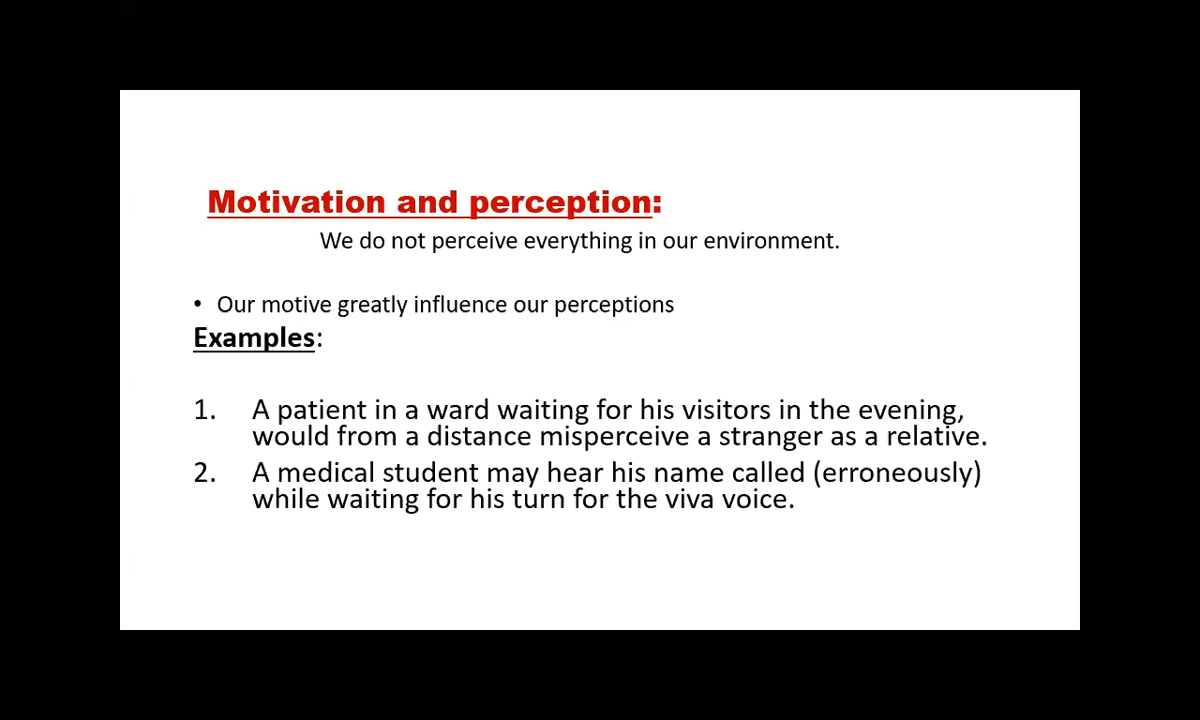 Motivation and perception:
We do not perceive everything in our environment.
• Our motive greatly influence our perceptions
Examples:
1. A patient in a ward waiting for his visitors in the evening,
would from a distance misperceive a stranger as a relative.
2. A medical student may hear his name called (erroneously)
while waiting for his turn for the viva voice.